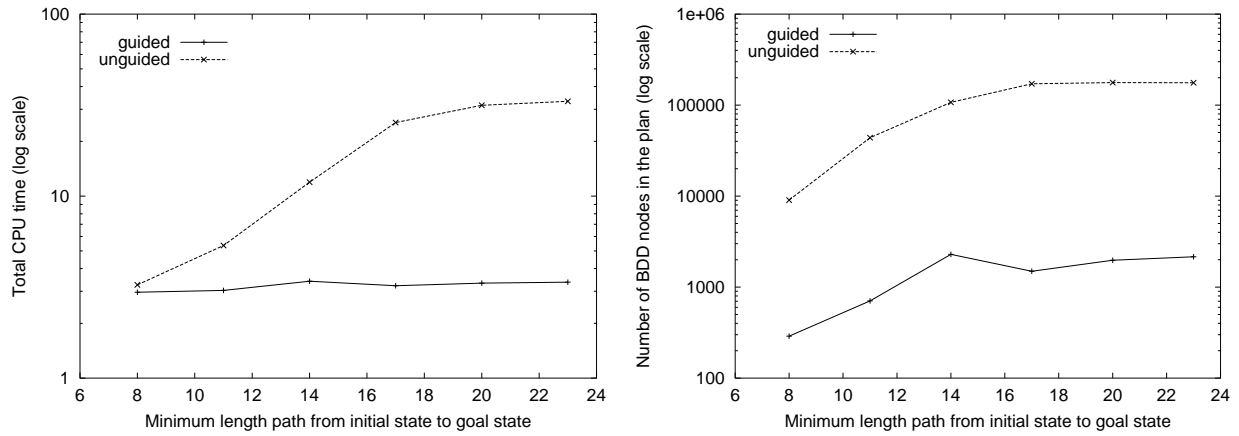 Total CPU time (log scale)
100
10
1
guided
unguided
6 8 10 12 14 16 18 20 22 24
Minimum length path from initial state to goal state
Number of BDD nodes in the plan (log scale)
1e+06
100000
10000
1000
100
guided
unguided
6 8 10 12 14 16 18 20 22 24
Minimum length path from initial state to goal state